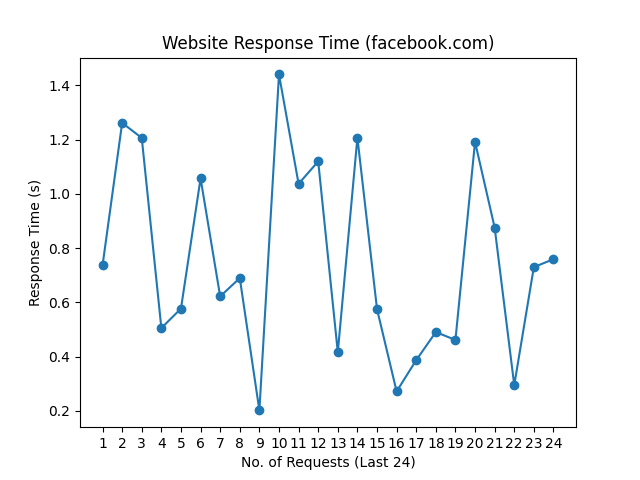 Website Response Time (facebook.com)
Response Time (s)
1.4
1.2
1.0
0.8
0.6
0.4
0.2
1 2 3 4 5 6 7 8 9 10 11 12 13 14 15 16 17 18 19 20 21 22 23 24
No. of Requests (Last 24)